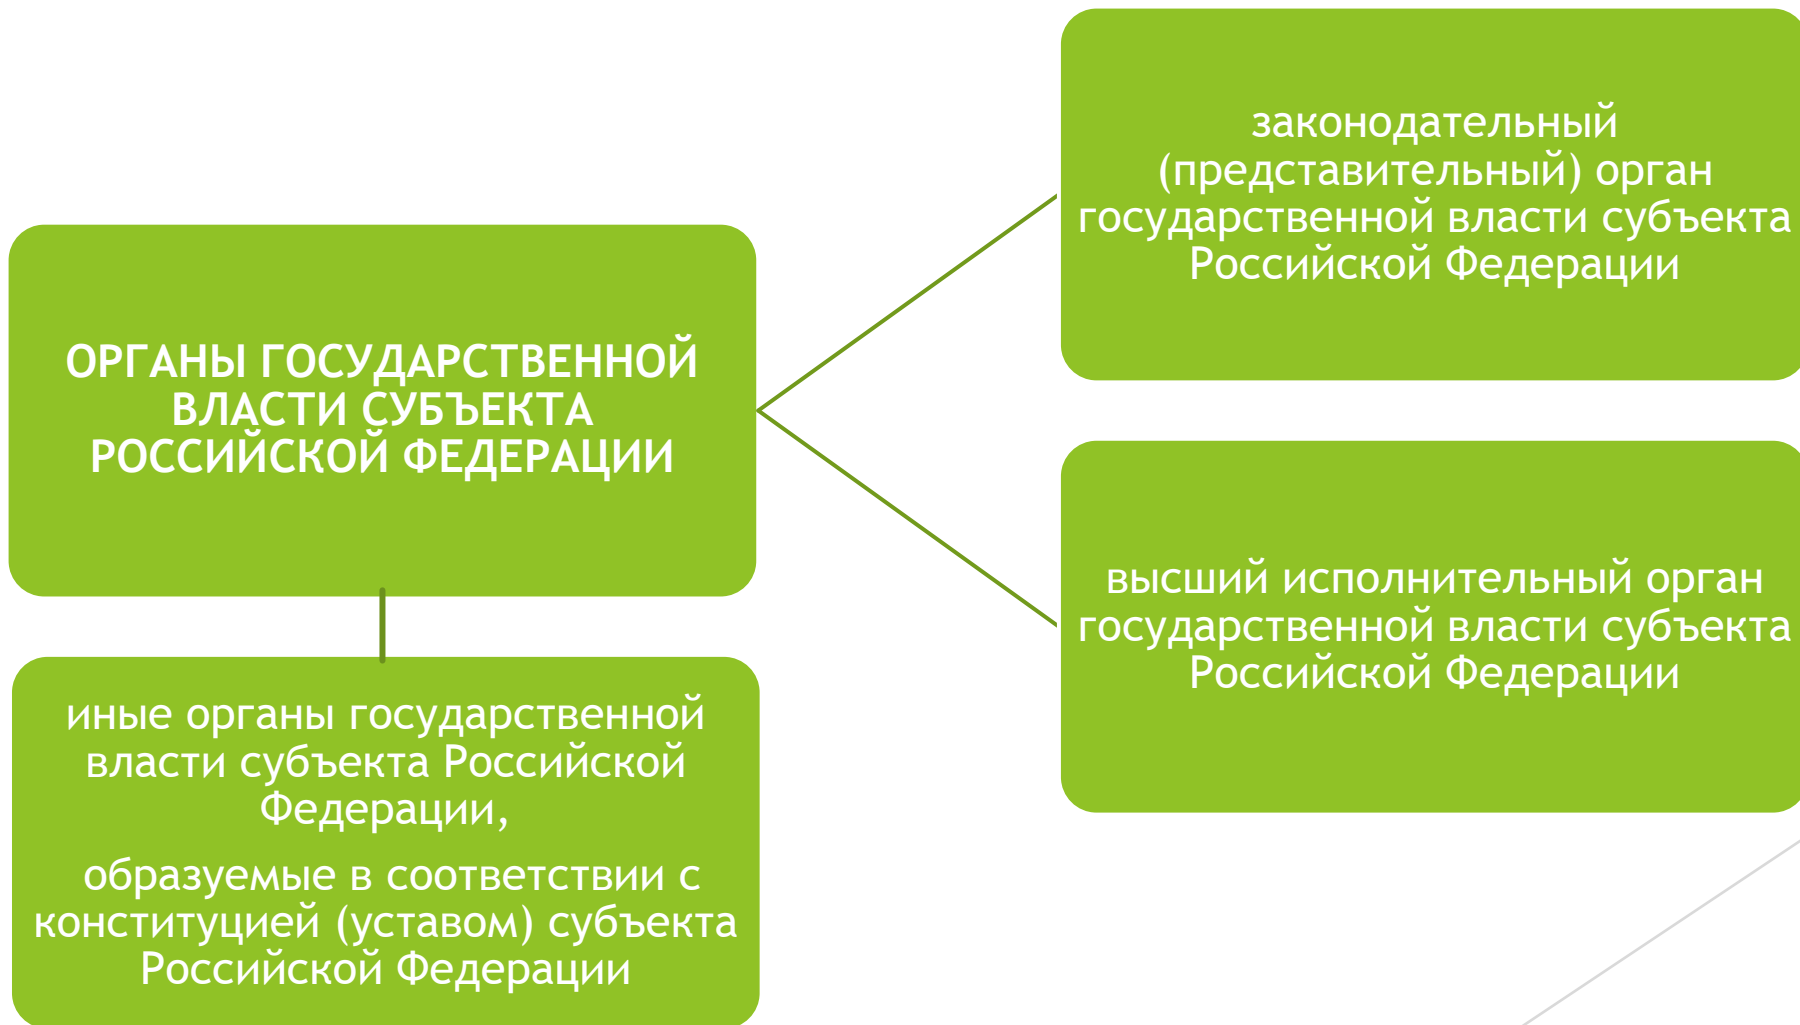 ОРГАНЫ ГОСУДАРСТВЕННОЙ
ВЛАСТИ СУБЪЕКТА
РОССИЙСКОЙ ФЕДЕРАЦИИ
законодательный
(представительный) орган
государственной власти субъекта
Российской Федерации
высший исполнительный орган
государственной власти субъекта
Российской Федерации
иные органы государственной
власти субъекта Российской
Федерации,
образуемые в соответствии с
конституцией (уставом) субъекта
Российской Федерации